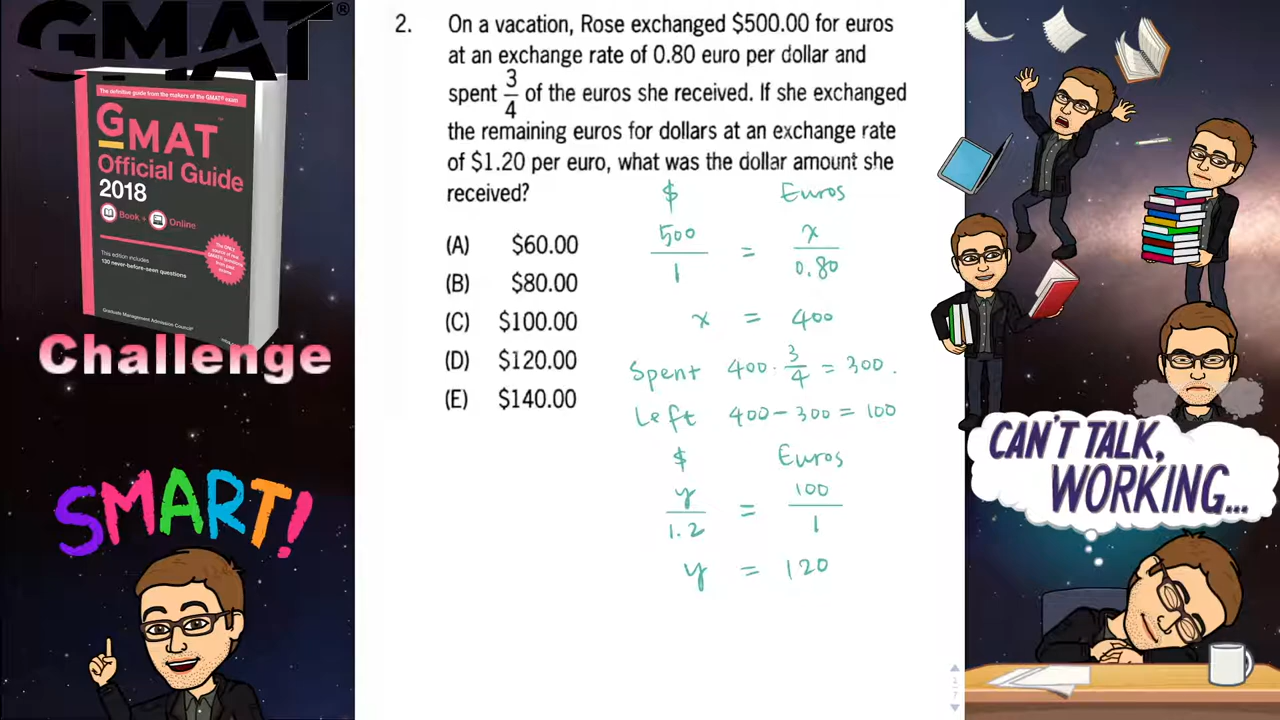 GMAT®
The definitive guide from the makers of the GMAT® exam
GMAT™
Official Guide
2018
Book + Online
This edition includes
130 never-before-seen questions
Graduate Management Admission Council™
Challenge
SMART!
2. On a vacation, Rose exchanged $500.00 for euros
at an exchange rate of 0.80 euro per dollar and
spent 3/4 of the euros she received. If she exchanged
the remaining euros for dollars at an exchange rate
of $1.20 per euro, what was the dollar amount she
received?
(A) $60.00
(B) $80.00
(C) $100.00
(D) $120.00
(E) $140.00
$ Euros
500/1 = x/0.80
x = 400
Spent 400 · 3/4 = 300.
Left 400 − 300 = 100
$ Euros
y/1.2 = 100/1
y = 120
CAN'T TALK,
WORKING...